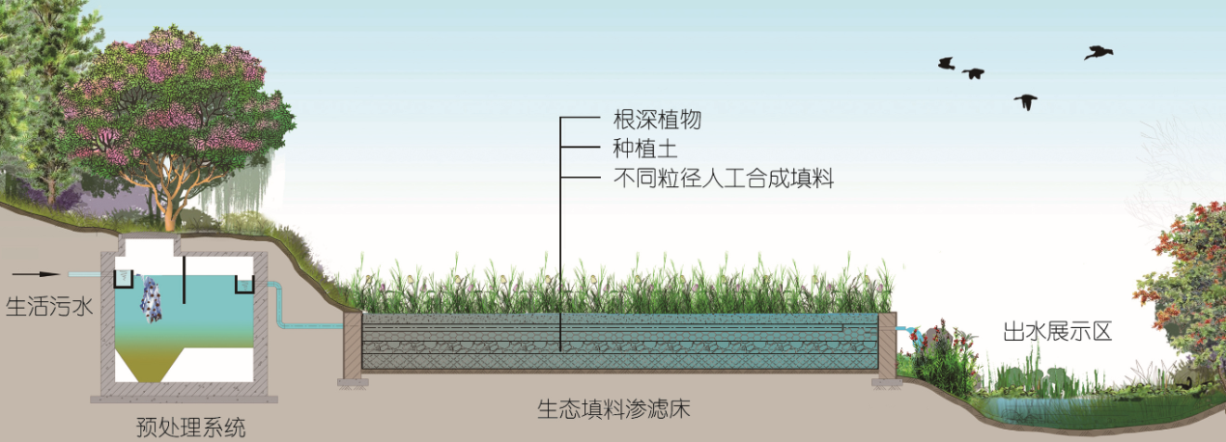 根深植物
种植土
不同粒径人工合成填料
生活污水
出水展示区
生态填料渗滤床
预处理系统